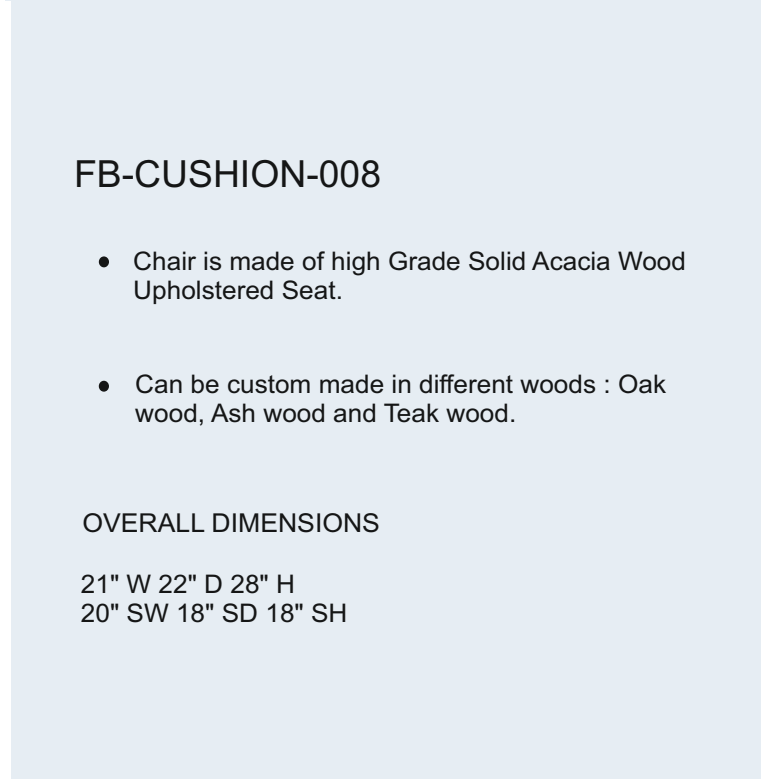 FB-CUSHION-008
● Chair is made of high Grade Solid Acacia Wood
Upholstered Seat.
● Can be custom made in different woods : Oak
wood, Ash wood and Teak wood.
OVERALL DIMENSIONS
21" W 22" D 28" H
20" SW 18" SD 18" SH